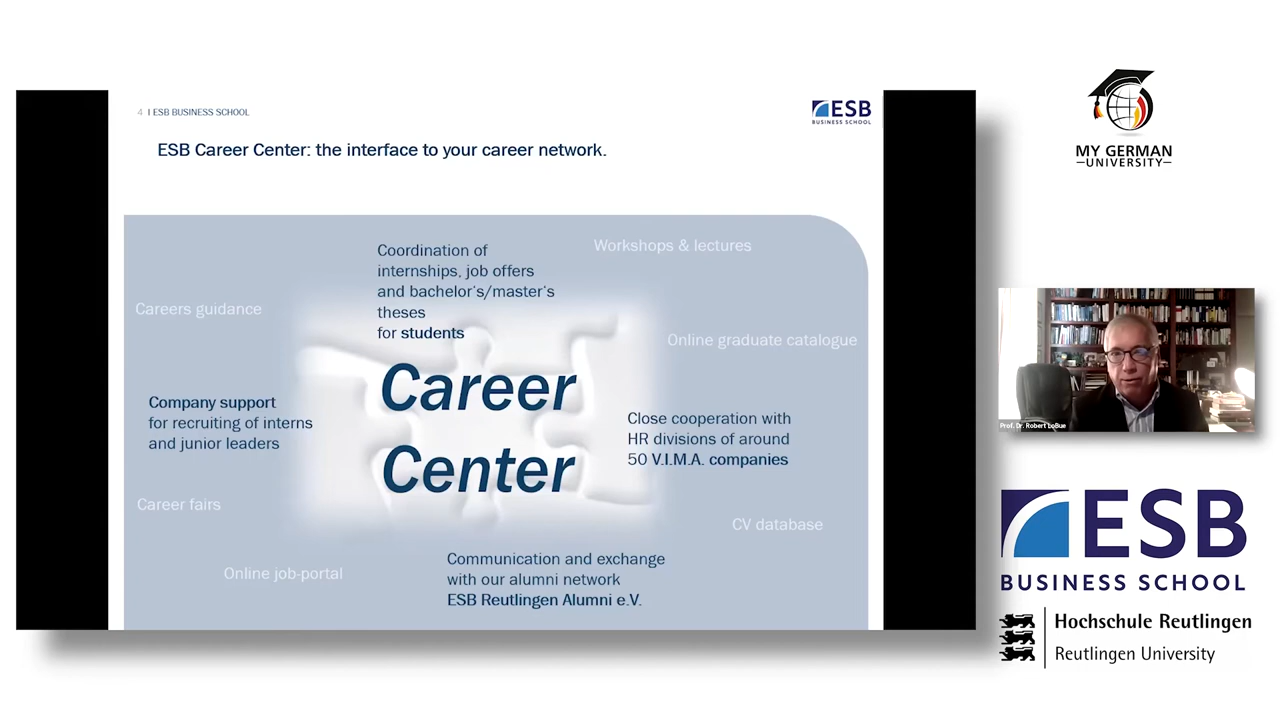 4 I ESB BUSINESS SCHOOL
ESB
BUSINESS SCHOOL
ESB Career Center: the interface to your career network.
Coordination of
internships, job offers
and bachelor's/master's
theses
for students
Workshops & lectures
Careers guidance
Online graduate catalogue
Career
Center
Company support
for recruiting of interns
and junior leaders
Close cooperation with
HR divisions of around
50 V.I.M.A. companies
Career fairs
CV database
Online job-portal
Communication and exchange
with our alumni network
ESB Reutlingen Alumni e.V.
MY GERMAN
UNIVERSITY
Prof. Dr. Robert LoBue
ESB
BUSINESS SCHOOL
Hochschule Reutlingen
Reutlingen University